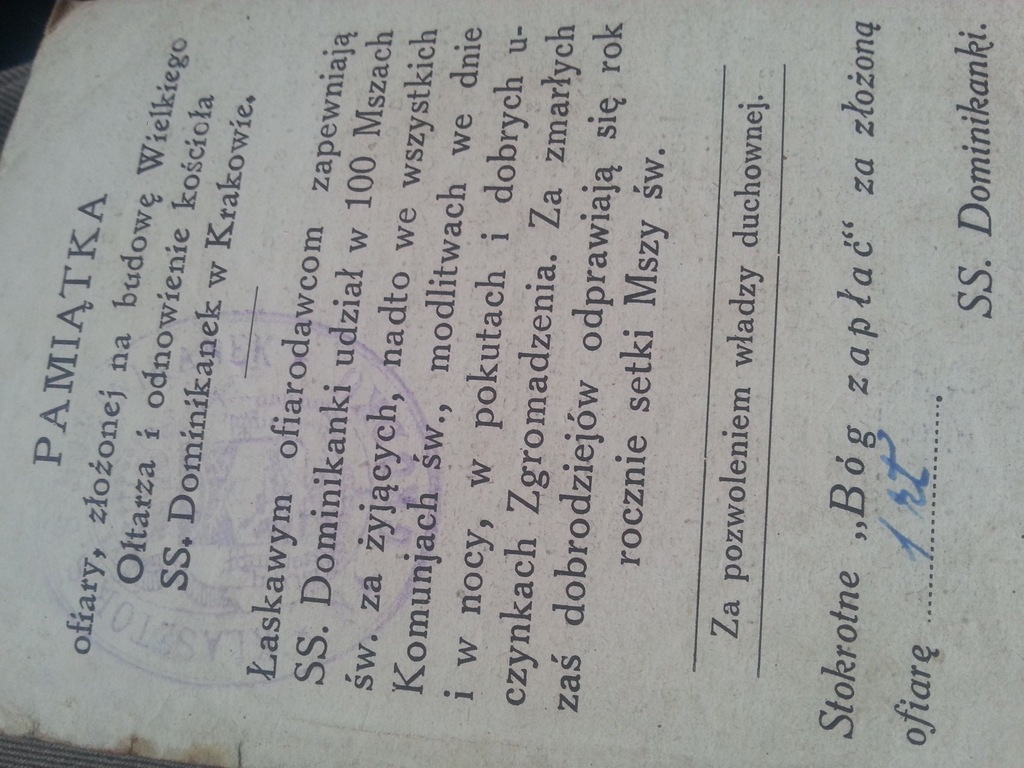 PAMIĄTKA
ofiary, złożonej na budowę Wielkiego
Ołtarza i odnowienie kościoła
SS. Dominikanek w Krakowie.
Łaskawym ofiarodawcom zapewniają
SS. Dominikanki udział w 100 Mszach
św. za żyjących, nadto we wszystkich
Komunjach św., modlitwach we dnie
i w nocy, w pokutach i dobrych u-
czynkach Zgromadzenia. Za zmarłych
zaś dobrodziejów odprawiają się rok
rocznie setki Mszy św.
Za pozwoleniem władzy duchownej.
Stokrotne „Bóg zapłać“ za złożoną
ofiarę 1 zł
SS. Dominikanki.